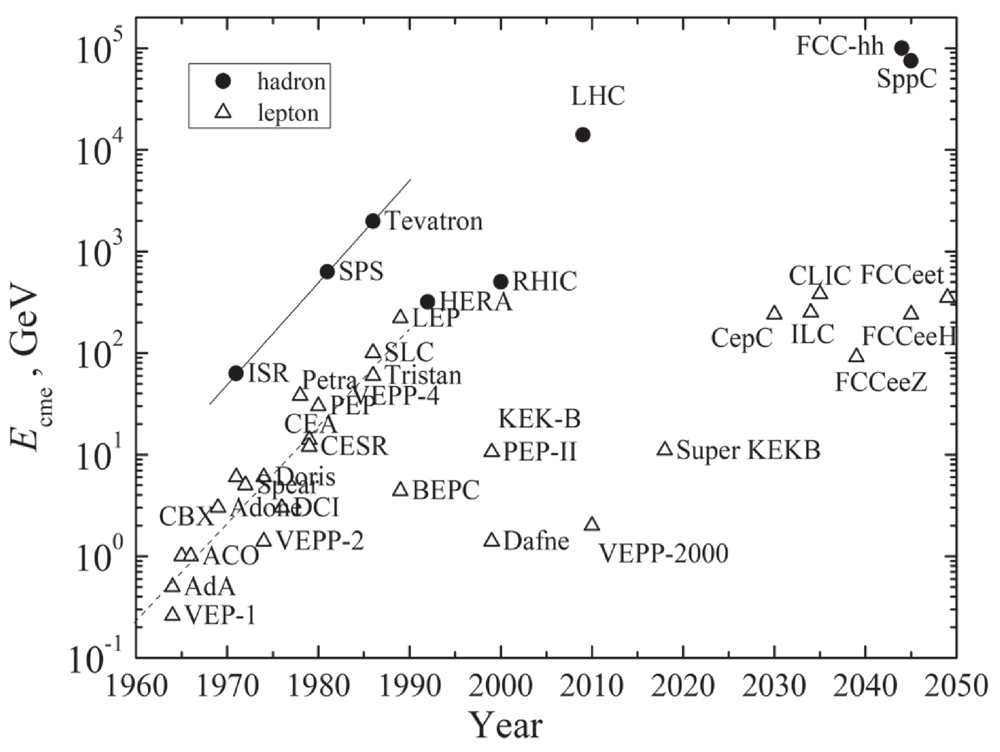 10^5
10^4
10^3
10^2
10^1
10^0
10^-1
E_cme, GeV
hadron
lepton
FCC-hh
SppC
LHC
Tevatron
SPS
RHIC
HERA
LEP
CLIC FCCeet
CepC ILC FCCeeH
FCCeeZ
SLC
ISR
Petra
Tristan
VEPP-4
PEP
CEA
KEK-B
CESR
PEP-II
Super KEKB
Doris
Spear
BEPC
CBX
Adone
DCI
VEPP-2
Dafne
VEPP-2000
ACO
AdA
VEP-1
1960 1970 1980 1990 2000 2010 2020 2030 2040 2050
Year